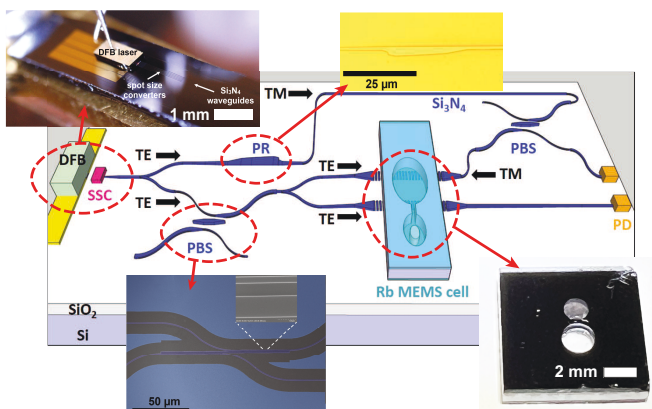 DFB laser
spot size
converters
Si₃N₄
waveguides
1 mm
25 µm
TM
Si₃N₄
PBS
DFB
SSC
TE
PR
TE
TM
TE
TE
PBS
PD
Rb MEMS cell
SiO₂
Si
50 µm
2 mm